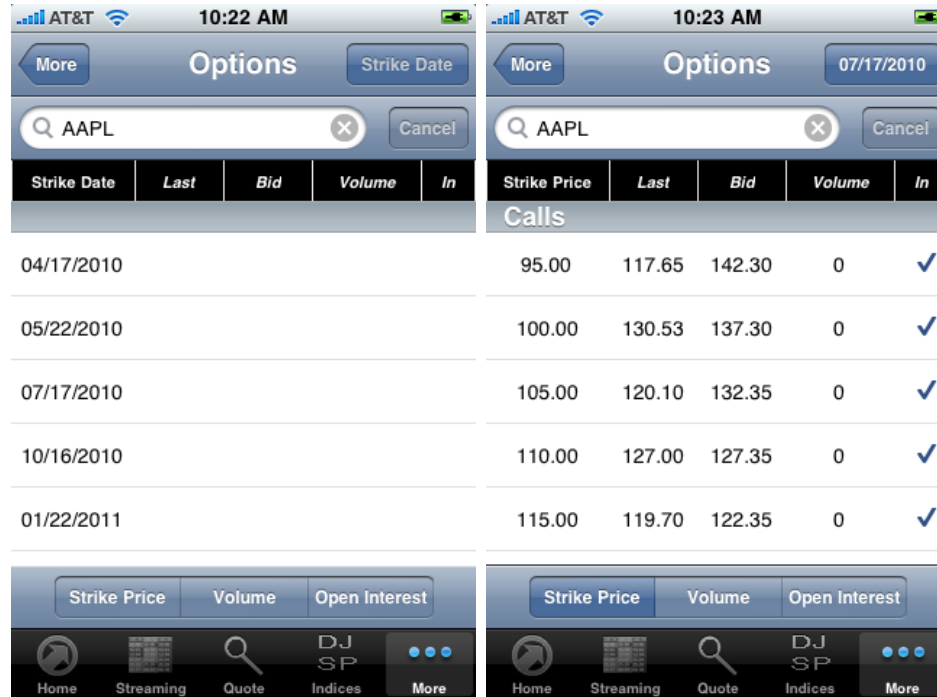 AT&T 10:22 AM
More Options Strike Date
AAPL Cancel
Strike Date Last Bid Volume In
04/17/2010
05/22/2010
07/17/2010
10/16/2010
01/22/2011
Strike Price Volume Open Interest
DJ
SP
Home Streaming Quote Indices More
AT&T 10:23 AM
More Options 07/17/2010
AAPL Cancel
Strike Price Last Bid Volume In
Calls
95.00 117.65 142.30 0
100.00 130.53 137.30 0
105.00 120.10 132.35 0
110.00 127.00 127.35 0
115.00 119.70 122.35 0
Strike Price Volume Open Interest
DJ
SP
Home Streaming Quote Indices More